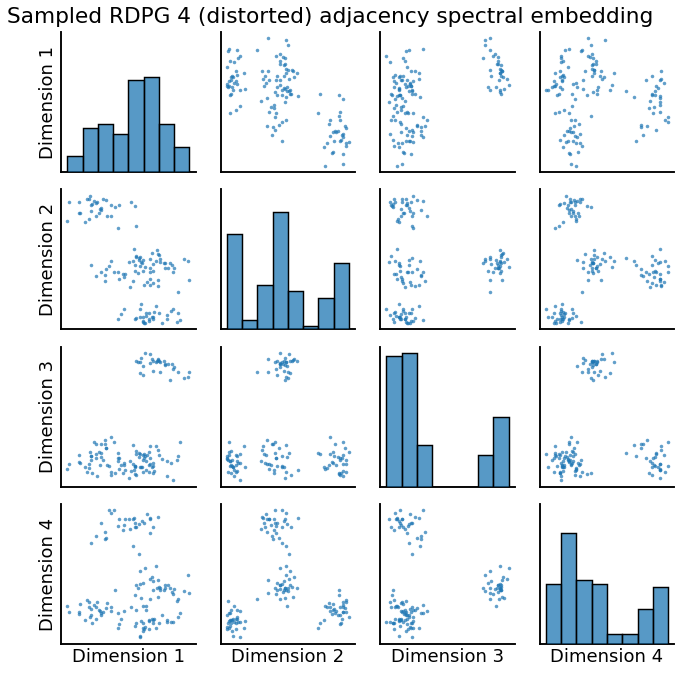 Sampled RDPG 4 (distorted) adjacency spectral embedding
Dimension 1
Dimension 2
Dimension 3
Dimension 4
Dimension 1 Dimension 2 Dimension 3 Dimension 4